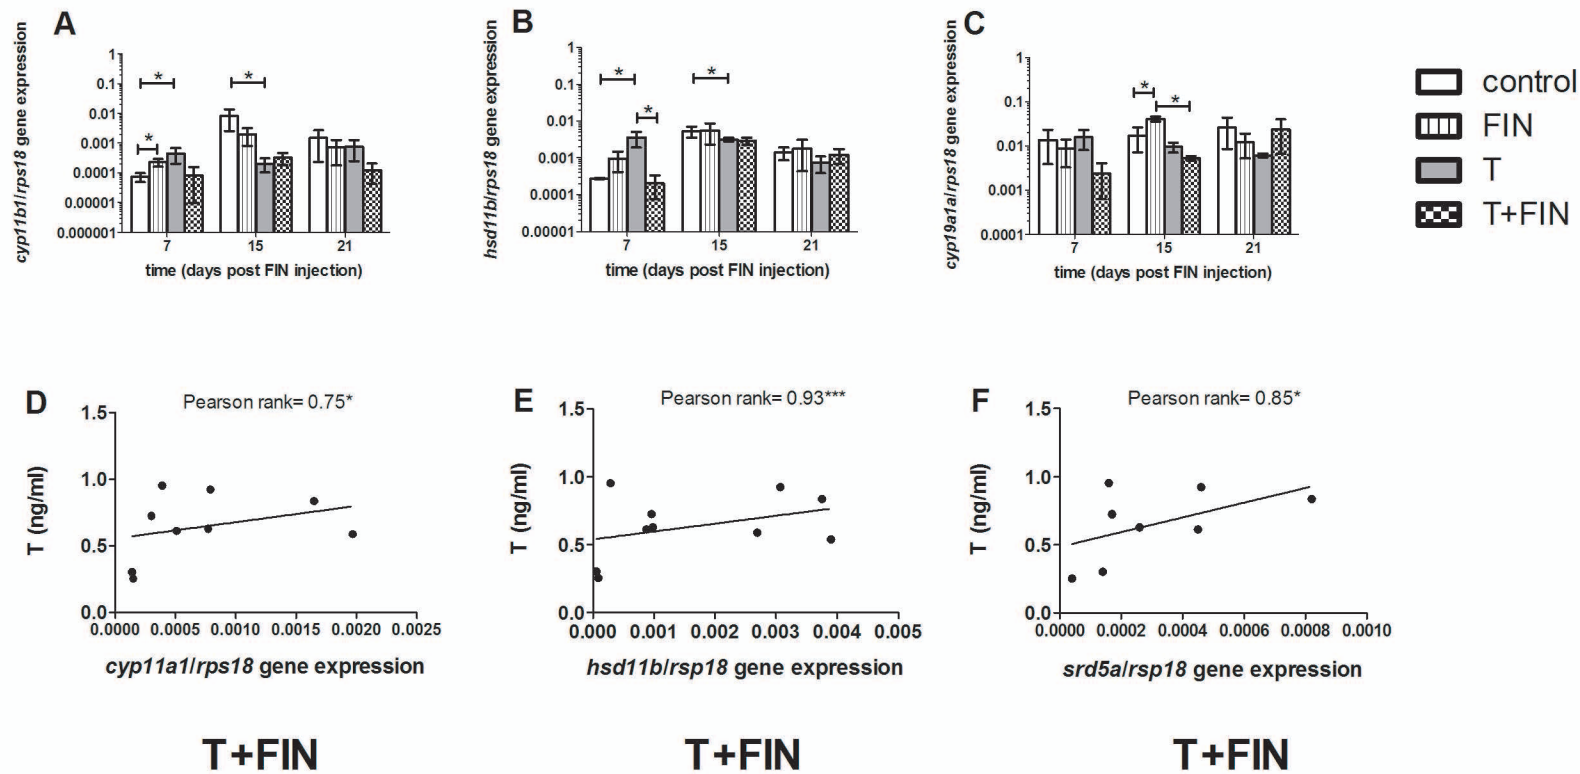 A
cyp11b1/rps18 gene expression
1
0.1
0.01
0.001
0.0001
0.00001
0.000001
*
*
*
7
15
21
time (days post FIN injection)
B
hsd11b/rps18 gene expression
1
0.1
0.01
0.001
0.0001
0.00001
*
*
*
7
15
21
time (days post FIN injection)
C
cyp19a1a/rps18 gene expression
1
0.1
0.01
0.001
0.0001
*
*
7
15
21
time (days post FIN injection)
control
FIN
T
T+FIN
D
Pearson rank= 0.75*
T (ng/ml)
1.5
1.0
0.5
0.0
0.0000 0.0005 0.0010 0.0015 0.0020 0.0025
cyp11a1/rps18 gene expression
T+FIN
E
Pearson rank= 0.93***
T (ng/ml)
1.5
1.0
0.5
0.0
0.000 0.001 0.002 0.003 0.004 0.005
hsd11b/rsp18 gene expression
T+FIN
F
Pearson rank= 0.85*
T (ng/ml)
1.5
1.0
0.5
0.0
0.0000 0.0002 0.0004 0.0006 0.0008 0.0010
srd5a/rsp18 gene expression
T+FIN